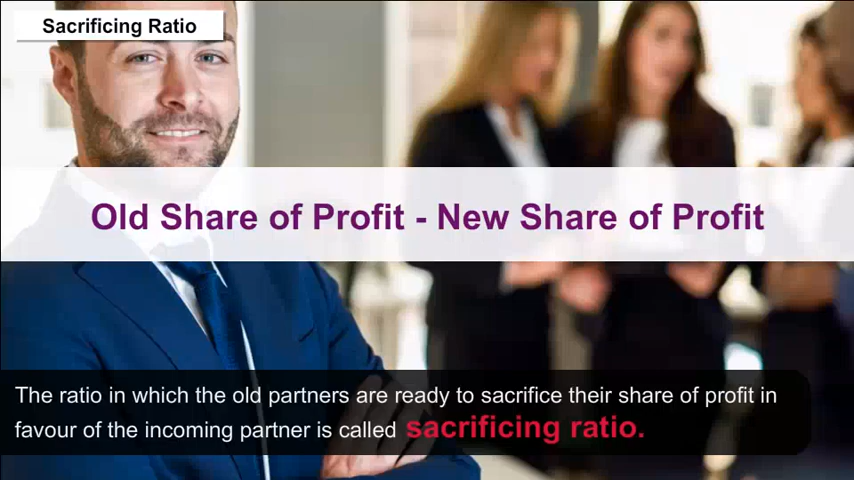 Sacrificing Ratio
Old Share of Profit - New Share of Profit
The ratio in which the old partners are ready to sacrifice their share of profit in
favour of the incoming partner is called sacrificing ratio.